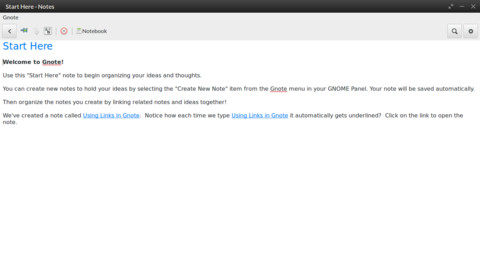 Start Here - Notes
Gnote
Notebook
Start Here
Welcome to Gnote!
Use this "Start Here" note to begin organizing your ideas and thoughts.
You can create new notes to hold your ideas by selecting the "Create New Note" item from the Gnote menu in your GNOME Panel. Your note will be saved automatically.
Then organize the notes you create by linking related notes and ideas together!
We've created a note called Using Links in Gnote.  Notice how each time we type Using Links in Gnote it automatically gets underlined?  Click on the link to open the
note.